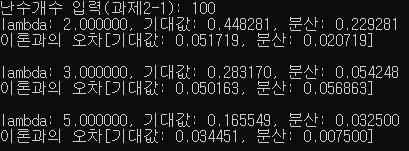 난수개수 입력(과제2-1): 100
lambda: 2.000000, 기대값: 0.448281, 분산: 0.229281
이론과의 오차[기대값: 0.051719, 분산: 0.020719]
lambda: 3.000000, 기대값: 0.283170, 분산: 0.054248
이론과의 오차[기대값: 0.050163, 분산: 0.056863]
lambda: 5.000000, 기대값: 0.165549, 분산: 0.032500
이론과의 오차[기대값: 0.034451, 분산: 0.007500]